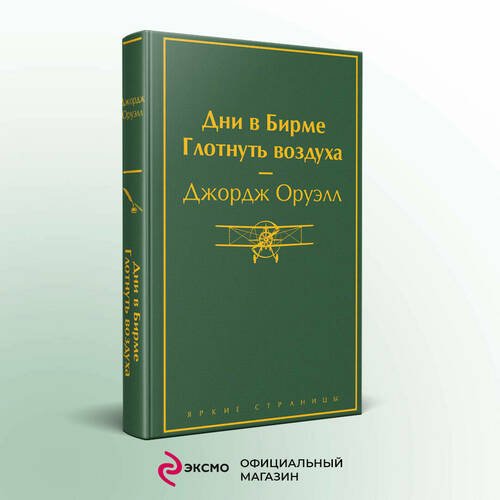 Джордж
Оруэлл
Дни в Бирме
Глотнуть воздуха
Дни в Бирме
Глотнуть воздуха
Джордж Оруэлл
ЯРКИЕ СТРАНИЦЫ
ЭКСМО
ОФИЦИАЛЬНЫЙ
МАГАЗИН